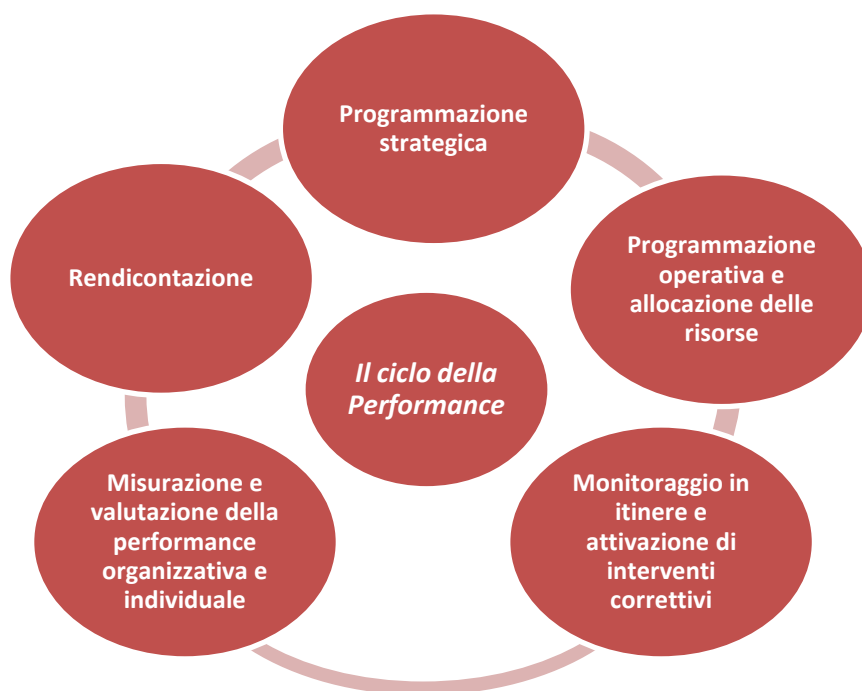 Programmazione
strategica
Programmazione
operativa e
allocazione delle
risorse
Monitoraggio in
itinere e
attivazione di
interventi
correttivi
Misurazione e
valutazione della
performance
organizzativa e
individuale
Rendicontazione
Il ciclo della
Performance